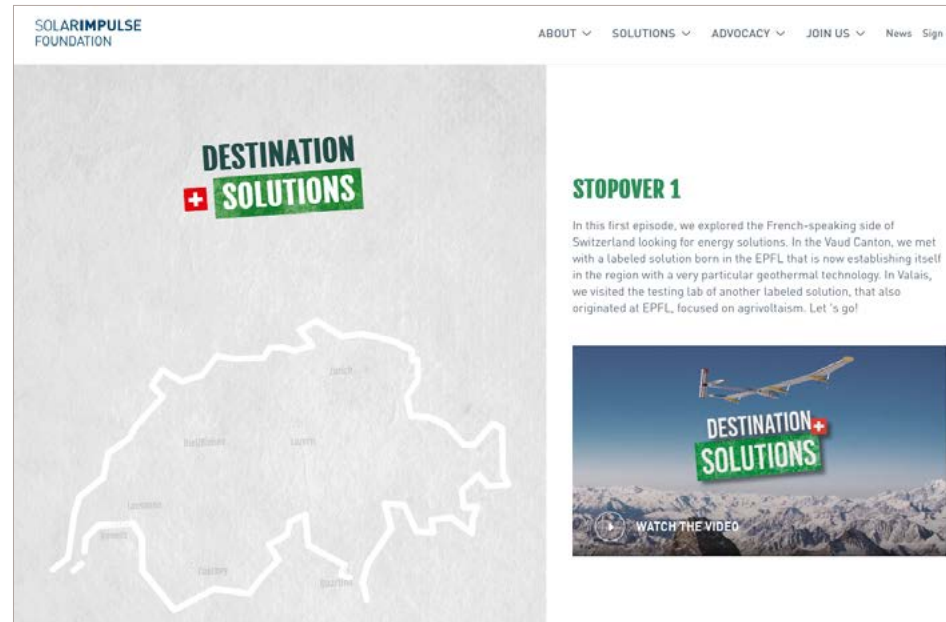 SOLARIMPULSE
FOUNDATION
ABOUT
SOLUTIONS
ADVOCACY
JOIN US
News
Sign
DESTINATION
SOLUTIONS
STOPOVER 1
In this first episode, we explored the French-speaking side of
Switzerland looking for energy solutions. In the Vaud Canton, we met
with a labeled solution born in the EPFL that is now establishing itself
in the region with a very particular geothermal technology. In Valais,
we visited the testing lab of another labeled solution, that also
originated at EPFL, focused on agrivoltaism. Let 's go!
Zurich
Luzern
Lausanne
DESTINATION
SOLUTIONS
WATCH THE VIDEO